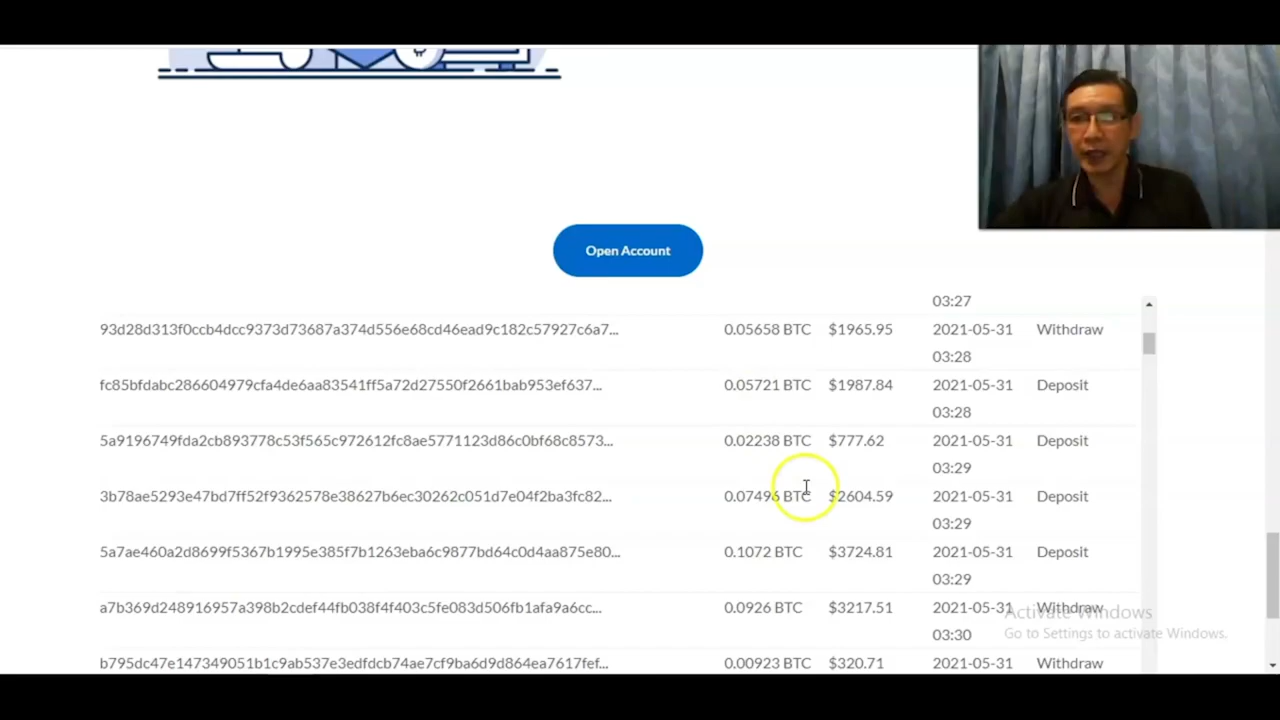 Open Account
03:27
93d28d313f0ccb4dcc9373d73687a374d556e68cd46ead9c182c57927c6a7... 0.05658 BTC $1965.95 2021-05-31 Withdraw
03:28
fc85bfdabc286604979cfa4de6aa83541ff5a72d27550f2661bab953ef637... 0.05721 BTC $1987.84 2021-05-31 Deposit
03:28
5a9196749fda2cb893778c53f565c972612fc8ae5771123d86c0bf68c8573... 0.02238 BTC $777.62 2021-05-31 Deposit
03:29
3b78ae5293e47bd7ff52f9362578e38627b6ec30262c051d7e04f2ba3fc82... 0.07496 BTC $2604.59 2021-05-31 Deposit
03:29
5a7ae460a2d8699f5367b1995e385f7b1263eba6c9877bd64c0d4aa875e80... 0.1072 BTC $3724.81 2021-05-31 Deposit
03:29
a7b369d248916957a398b2cdef44fb038f4f403c5fe083d506fb1afa9a6cc... 0.0926 BTC $3217.51 2021-05-31 Withdraw
Activate Windows
03:30
Go to Settings to activate Windows.
b795dc47e147349051b1c9ab537e3edfdcb74ae7cf9ba6d9d864ea7617fef... 0.00923 BTC $320.71 2021-05-31 Withdraw